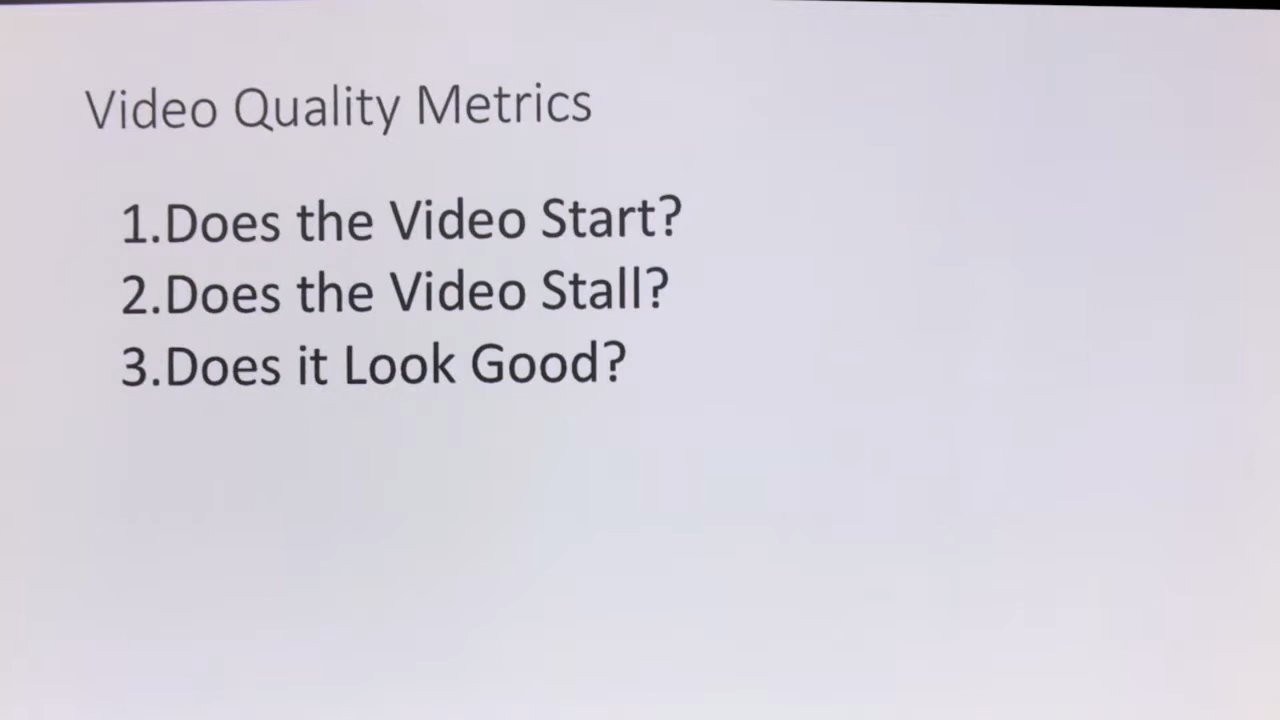 Video Quality Metrics
1.Does the Video Start?
2.Does the Video Stall?
3.Does it Look Good?